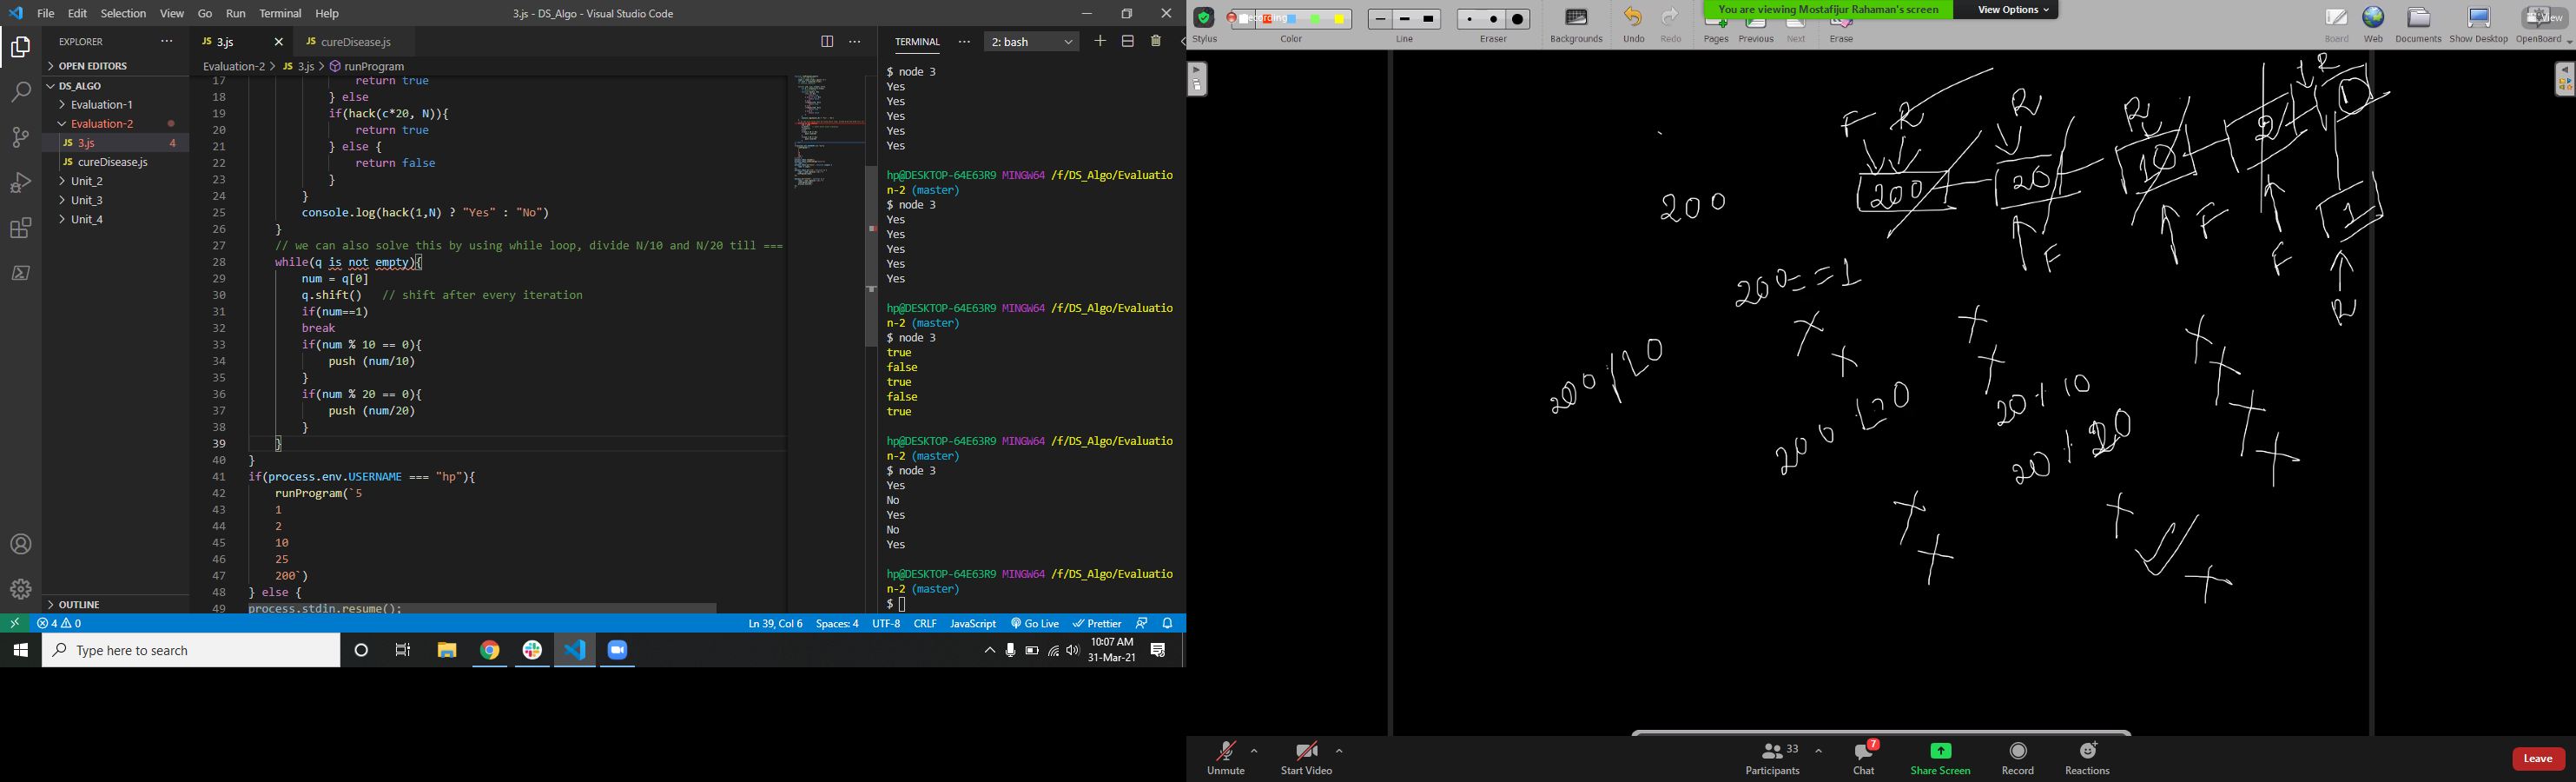 File Edit Selection View Go Run Terminal Help
3.js - DS_Algo - Visual Studio Code
EXPLORER
OPEN EDITORS
DS_ALGO
Evaluation-1
Evaluation-2
JS 3.js 4
JS cureDisease.js
Unit_2
Unit_3
Unit_4
OUTLINE
JS 3.js
JS cureDisease.js
Evaluation-2 > JS 3.js > runProgram
17 return true
18 } else
19 if(hack(c*20, N)){
20 return true
21 } else {
22 return false
23 }
24 }
25 console.log(hack(1,N) ? "Yes" : "No")
26 }
27 // we can also solve this by using while loop, divide N/10 and N/20 till ===
28 while(q is not empty){
29 num = q[0]
30 q.shift() // shift after every iteration
31 if(num==1)
32 break
33 if(num % 10 == 0){
34 push (num/10)
35 }
36 if(num % 20 == 0){
37 push (num/20)
38 }
39 }
40 }
41 if(process.env.USERNAME === "hp"){
42 runProgram(`5
43 1
44 2
45 10
46 25
47 200`)
48 } else {
49 process.stdin.resume();
TERMINAL
2: bash
$ node 3
Yes
Yes
Yes
Yes
Yes
hp@DESKTOP-64E63R9 MINGW64 /f/DS_Algo/Evaluatio
n-2 (master)
$ node 3
Yes
Yes
Yes
Yes
Yes
hp@DESKTOP-64E63R9 MINGW64 /f/DS_Algo/Evaluatio
n-2 (master)
$ node 3
true
false
true
false
true
hp@DESKTOP-64E63R9 MINGW64 /f/DS_Algo/Evaluatio
n-2 (master)
$ node 3
Yes
No
Yes
No
Yes
hp@DESKTOP-64E63R9 MINGW64 /f/DS_Algo/Evaluatio
n-2 (master)
$
4 0
Ln 39, Col 6 Spaces: 4 UTF-8 CRLF JavaScript Go Live Prettier
Type here to search
10:07 AM
31-Mar-21
You are viewing Mostafijur Rahaman's screen
View Options
View
Stylus Color Line Eraser Backgrounds Undo Redo Pages Previous Next Erase Board Web Documents Show Desktop OpenBoard
F R R R R
200 20 10 2 1
F F F 1
R
200
200==1
200/20
200 20
20 10
20 20
Unmute Start Video Participants 33 Chat 7 Share Screen Record Reactions Leave